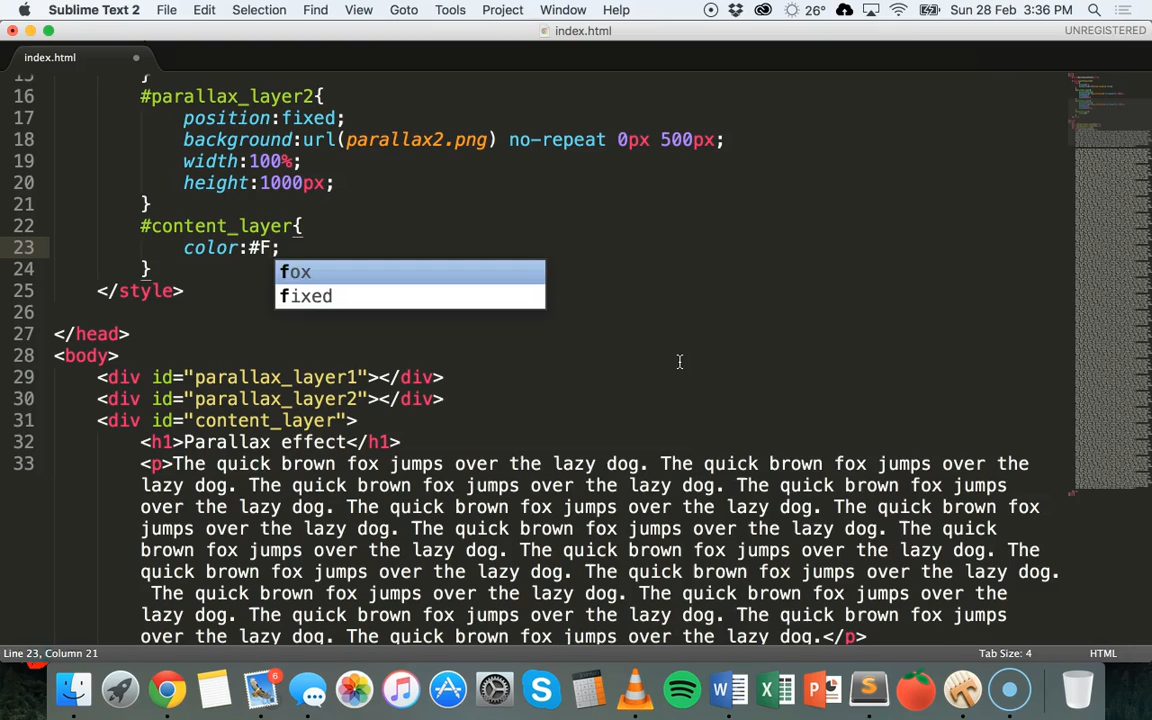 Sublime Text 2 File Edit Selection Find View Goto Tools Project Window Help 26° Sun 28 Feb 3:36 PM
index.html UNREGISTERED
index.html
15 }
16 #parallax_layer2{
17 position:fixed;
18 background:url(parallax2.png) no-repeat 0px 500px;
19 width:100%;
20 height:1000px;
21 }
22 #content_layer{
23 color:#F;
24 }
fox
25 </style>
fixed
26
27 </head>
28 <body>
29 <div id="parallax_layer1"></div>
30 <div id="parallax_layer2"></div>
31 <div id="content_layer">
32 <h1>Parallax effect</h1>
33 <p>The quick brown fox jumps over the lazy dog. The quick brown fox jumps over the
lazy dog. The quick brown fox jumps over the lazy dog. The quick brown fox jumps
over the lazy dog. The quick brown fox jumps over the lazy dog. The quick brown fox
jumps over the lazy dog. The quick brown fox jumps over the lazy dog. The quick
brown fox jumps over the lazy dog. The quick brown fox jumps over the lazy dog. The
quick brown fox jumps over the lazy dog. The quick brown fox jumps over the lazy dog.
The quick brown fox jumps over the lazy dog. The quick brown fox jumps over the
lazy dog. The quick brown fox jumps over the lazy dog. The quick brown fox jumps
over the lazy dog. The quick brown fox jumps over the lazy dog.</p>
Line 23, Column 21 Tab Size: 4 HTML
6